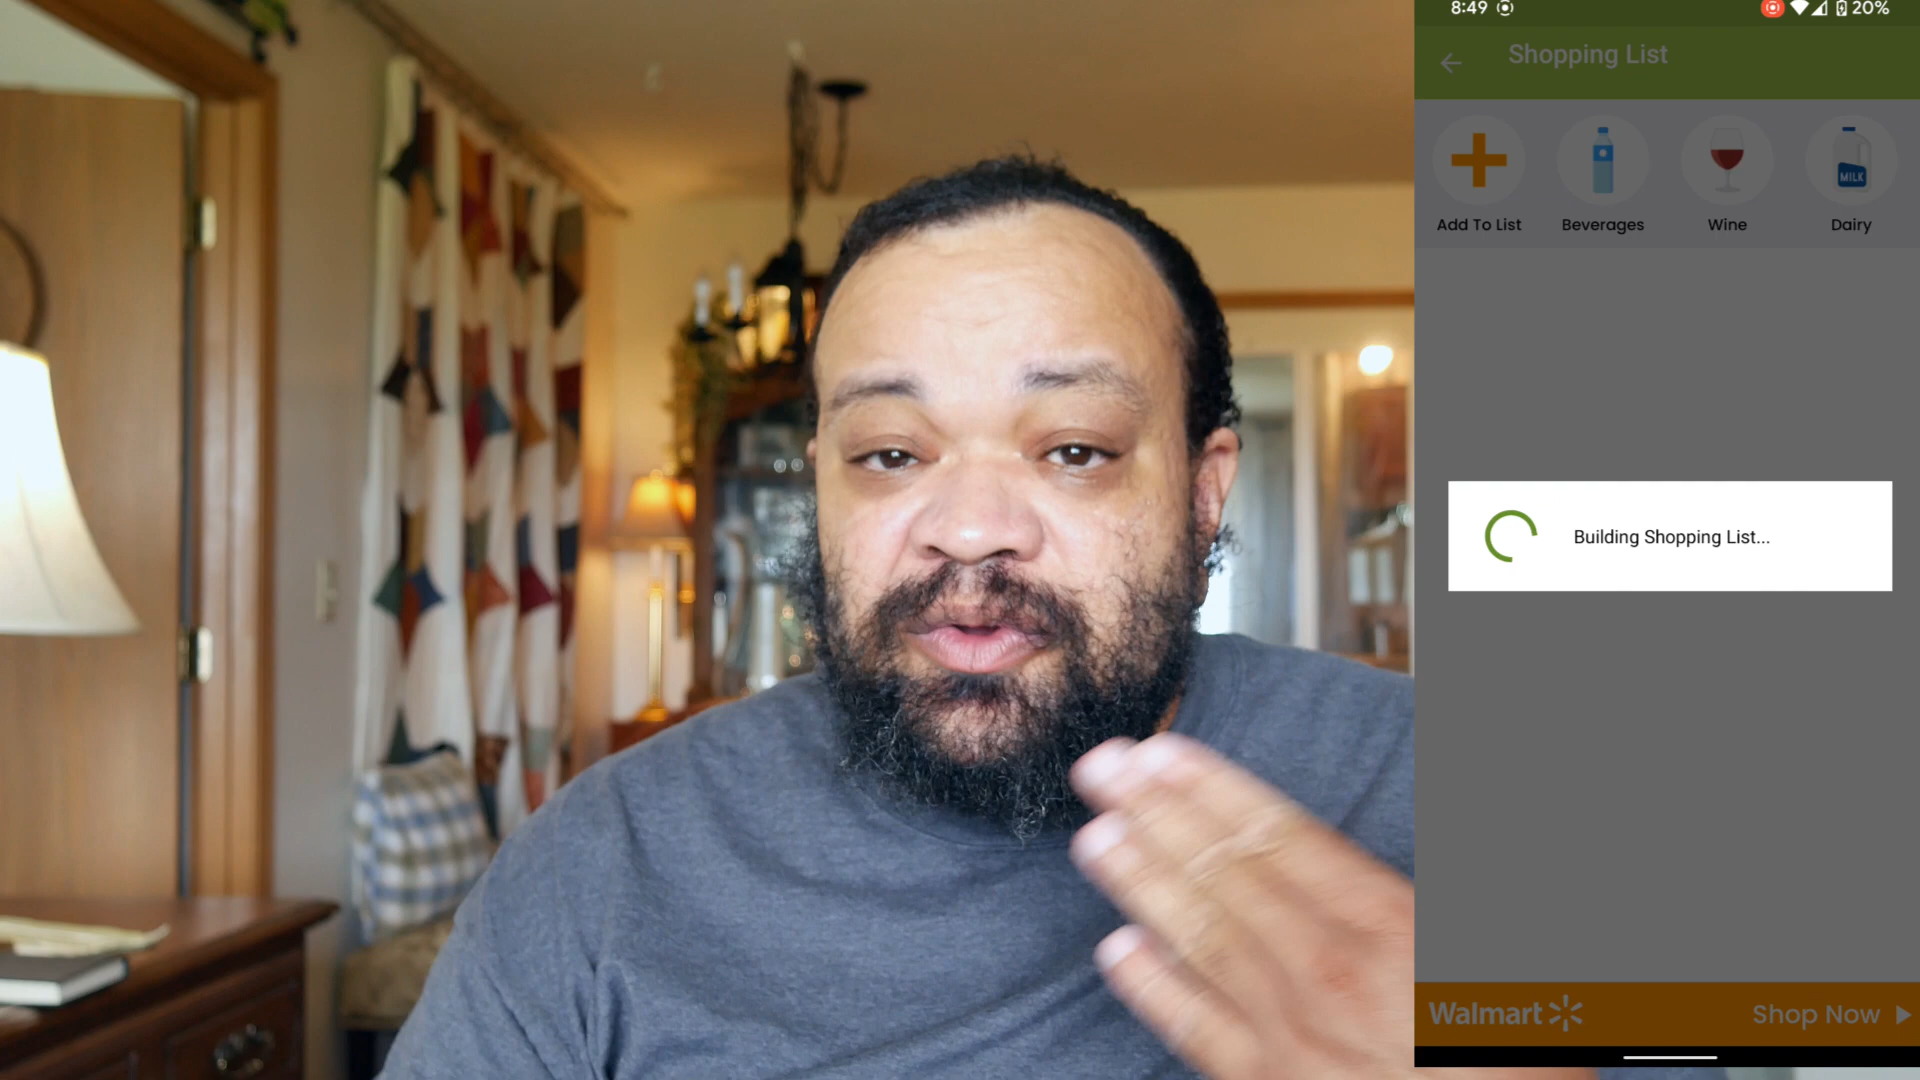 8:49
20%
Shopping List
MILK
Add To List
Beverages
Wine
Dairy
Building Shopping List...
Walmart
Shop Now